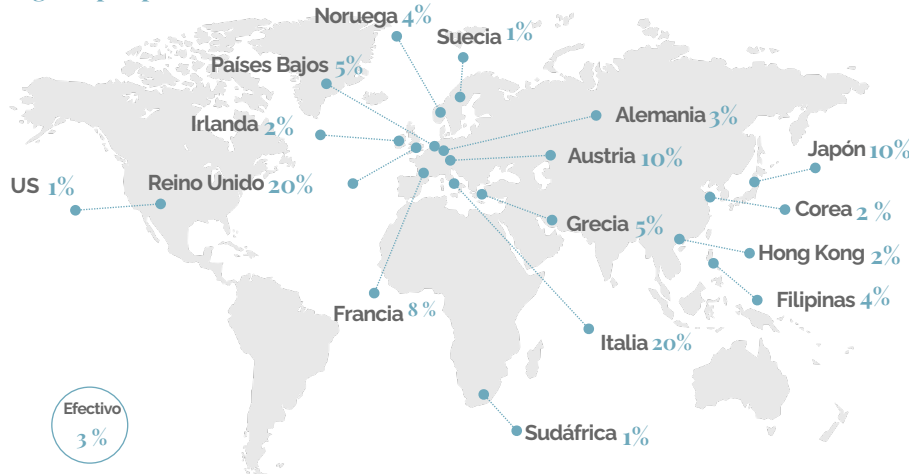 Noruega 4%
Suecia 1%
Países Bajos 5%
Alemania 3%
Irlanda 2%
Japón 10%
Austria 10%
US 1%
Reino Unido 20%
Corea 2 %
Grecia 5%
Hong Kong 2%
Filipinas 4%
Francia 8 %
Italia 20%
Efectivo
3 %
Sudáfrica 1%